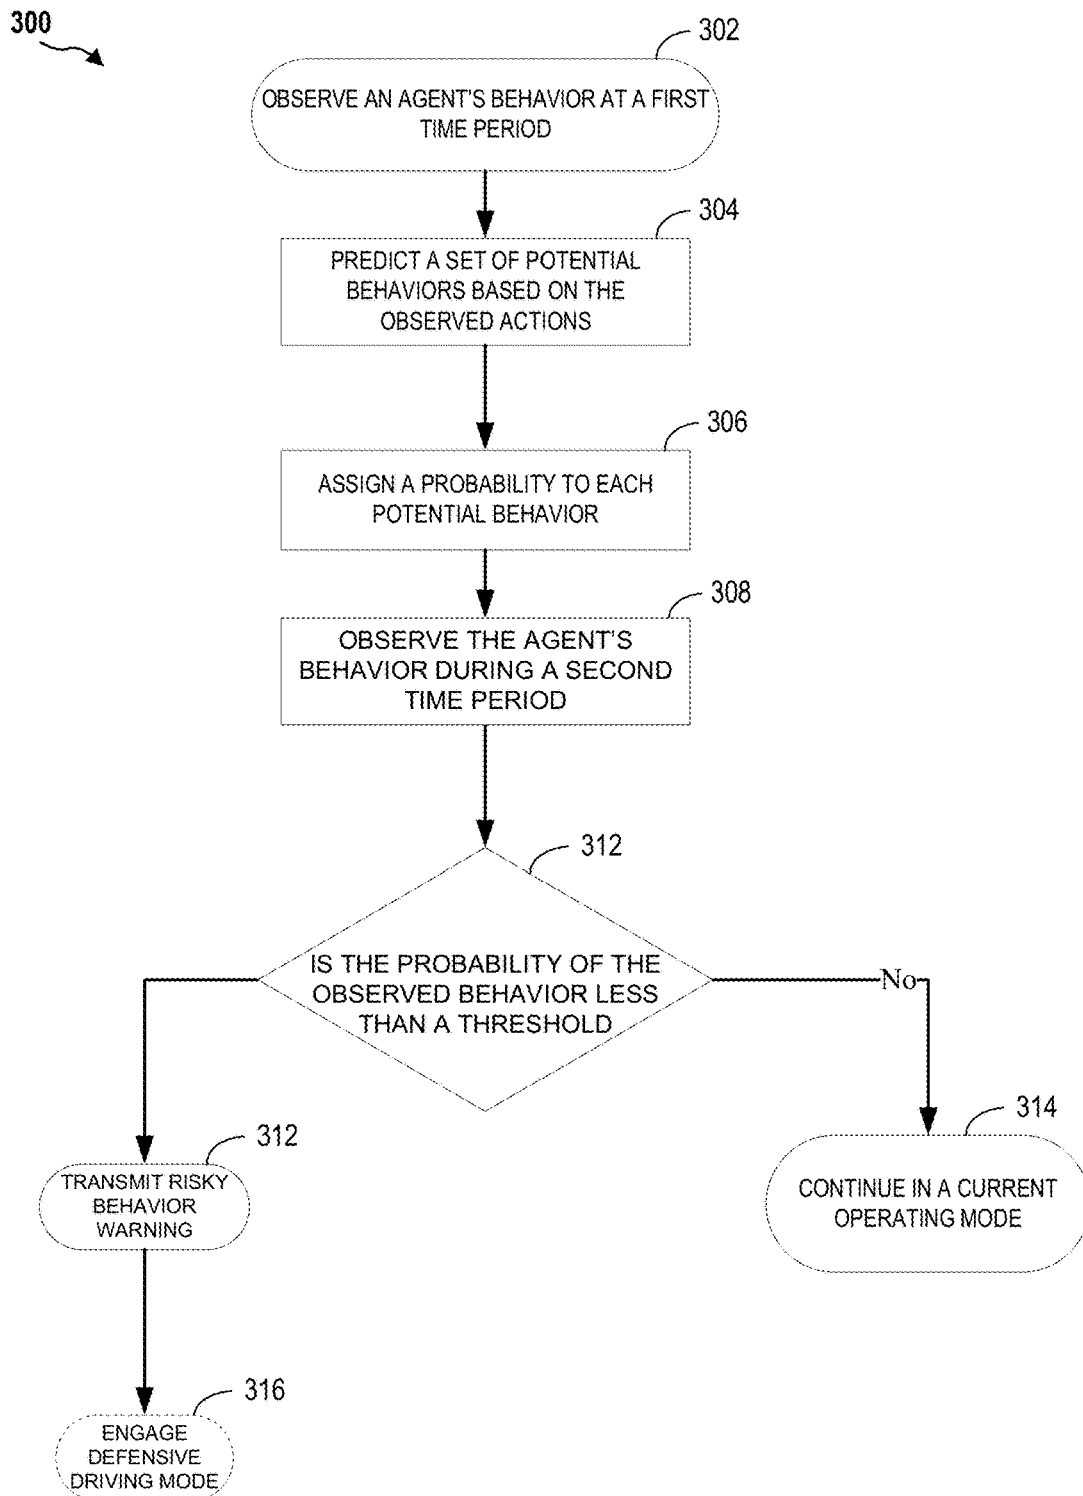 300
302
OBSERVE AN AGENT'S BEHAVIOR AT A FIRST
TIME PERIOD
304
PREDICT A SET OF POTENTIAL
BEHAVIORS BASED ON THE
OBSERVED ACTIONS
306
ASSIGN A PROBABILITY TO EACH
POTENTIAL BEHAVIOR
308
OBSERVE THE AGENT'S
BEHAVIOR DURING A SECOND
TIME PERIOD
312
IS THE PROBABILITY OF THE
OBSERVED BEHAVIOR LESS
THAN A THRESHOLD
No
312
TRANSMIT RISKY
BEHAVIOR
WARNING
314
CONTINUE IN A CURRENT
OPERATING MODE
316
ENGAGE
DEFENSIVE
DRIVING MODE